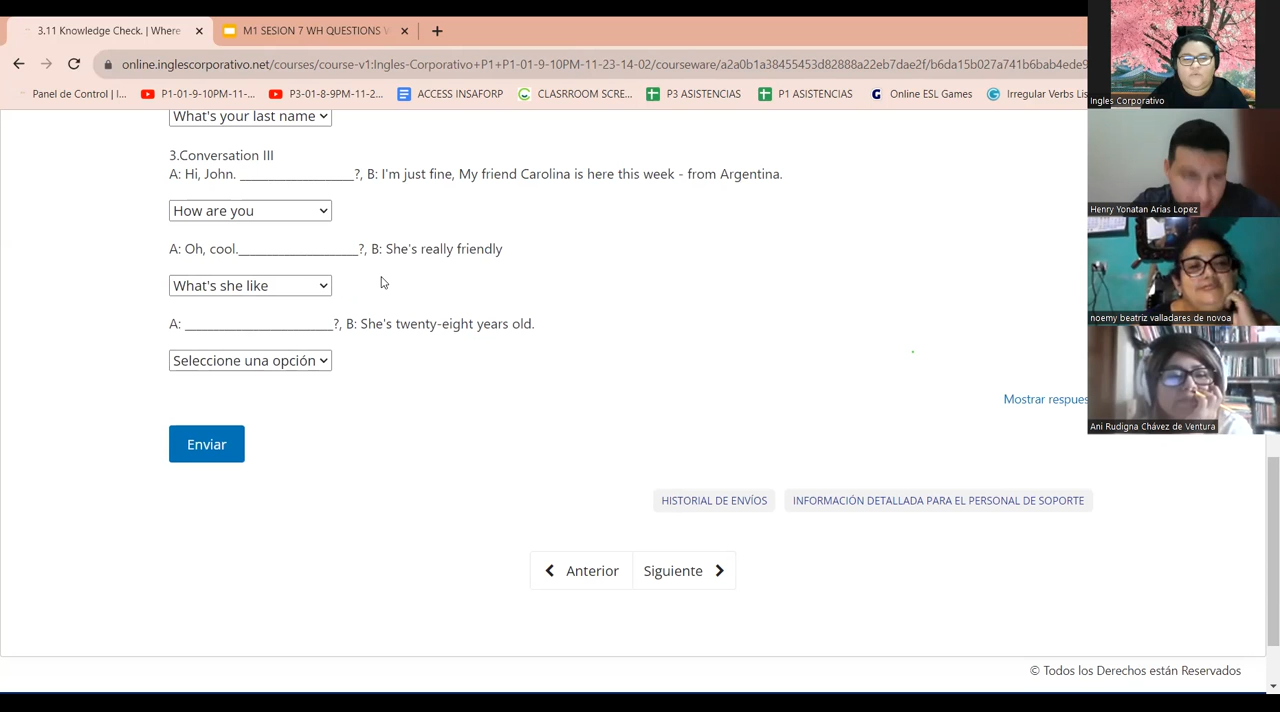 3.11 Knowledge Check. | Where
M1 SESION 7 WH QUESTIONS
online.inglescorporativo.net/courses/course-v1:Ingles-Corporativo+P1+P1-01-9-10PM-11-23-14-02/courseware/a2a0b1a38455453d82888a22eb7dae2f/b6da15b027a741b6bab4ede9
Panel de Control | I...
P1-01-9-10PM-11-...
P3-01-8-9PM-11-2...
ACCESS INSAFORP
CLASRROOM SCRE...
P3 ASISTENCIAS
P1 ASISTENCIAS
Online ESL Games
Irregular Verbs Lis
Ingles Corporativo
What's your last name
3.Conversation III
A: Hi, John. ___________________?, B: I'm just fine, My friend Carolina is here this week - from Argentina.
How are you
Henry Yonatan Arias Lopez
A: Oh, cool.____________________?, B: She's really friendly
What's she like
noemy beatriz valladares de novoa
A: _________________________?, B: She's twenty-eight years old.
Seleccione una opción
Mostrar respues
Ani Rudigna Chávez de Ventura
Enviar
HISTORIAL DE ENVÍOS
INFORMACIÓN DETALLADA PARA EL PERSONAL DE SOPORTE
Anterior
Siguiente
© Todos los Derechos están Reservados